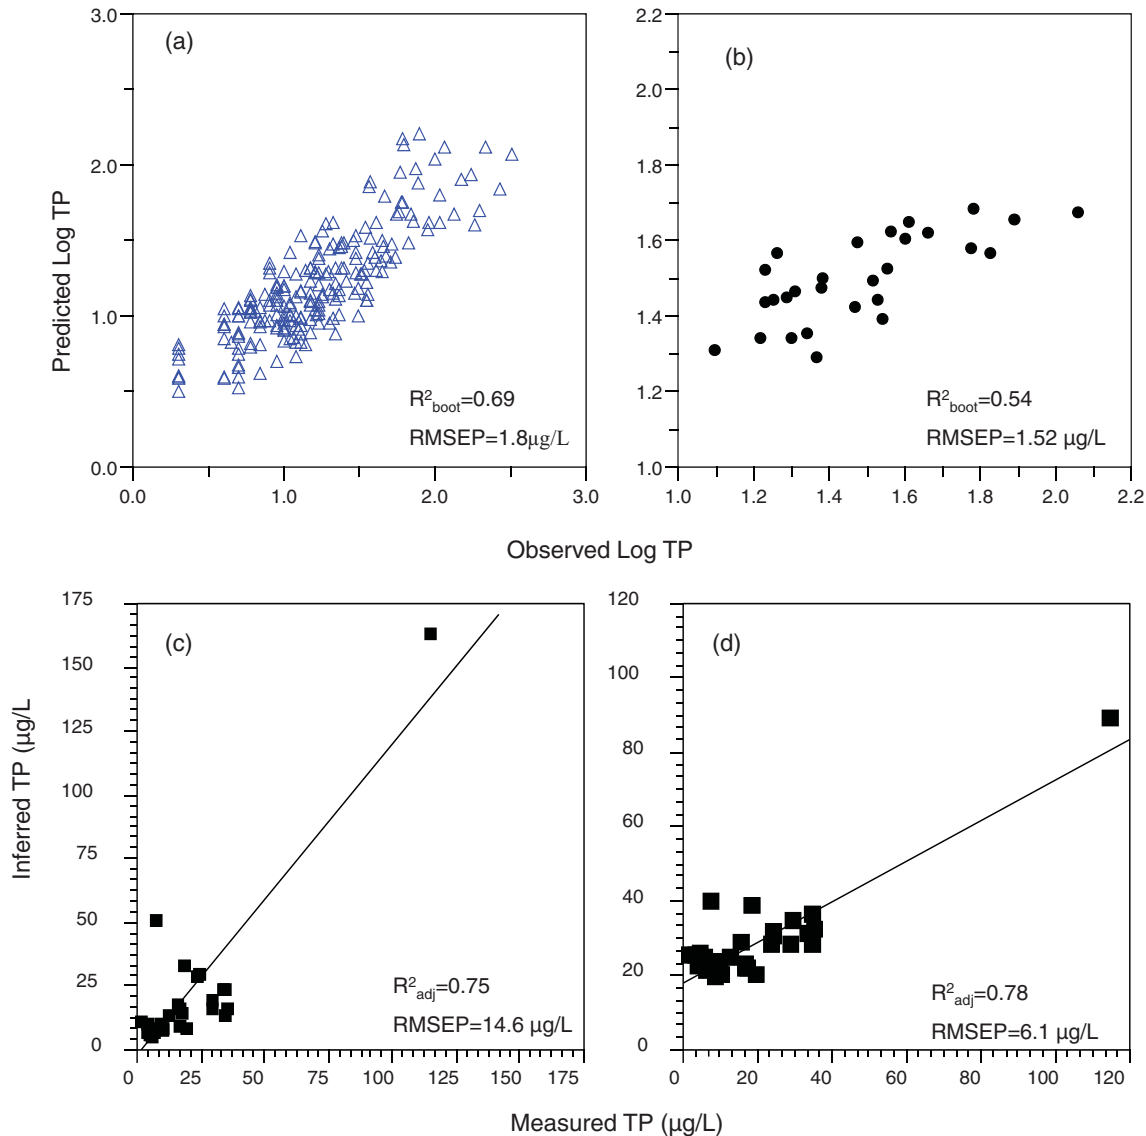 3.0
(a)
2.0
1.0
0.0
Predicted Log TP
R²boot=0.69
RMSEP=1.8µg/L
0.0 1.0 2.0 3.0
2.2
(b)
2.0
1.8
1.6
1.4
1.2
1.0
R²boot=0.54
RMSEP=1.52 µg/L
1.0 1.2 1.4 1.6 1.8 2.0 2.2
Observed Log TP
175
(c)
150
125
100
75
50
25
0
Inferred TP (µg/L
R²adj=0.75
RMSEP=14.6 µg/L
0 25 50 75 100 125 150 175
120
(d)
100
80
60
40
20
0
R²adj=0.78
RMSEP=6.1 µg/L
0 20 40 60 80 100 120
Measured TP (µg/L)